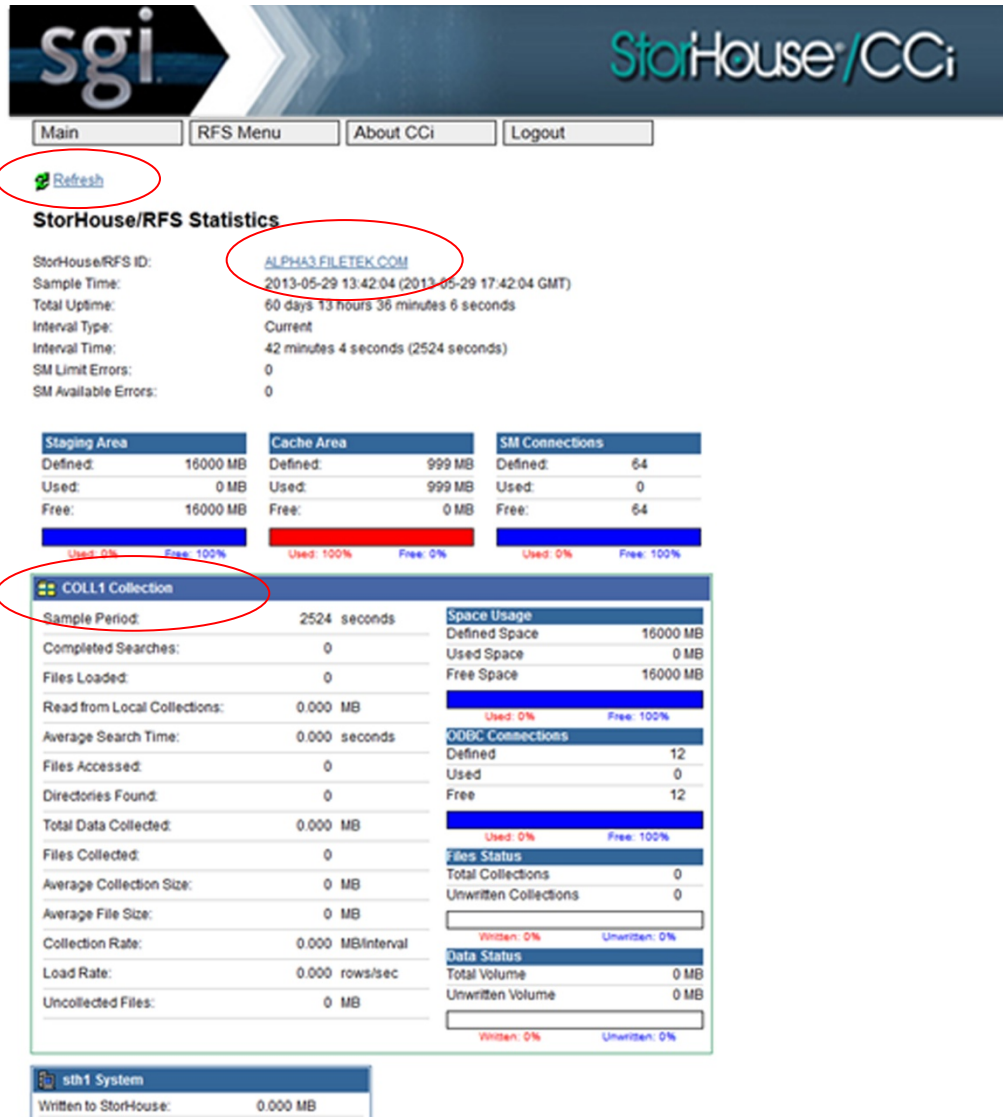 sgi
StorHouse/CCi
Main RFS Menu About CCi Logout
Refresh
StorHouse/RFS Statistics
StorHouse/RFS ID: ALPHA3.FILETEK.COM
Sample Time: 2013-05-29 13:42:04 (2013-05-29 17:42:04 GMT)
Total Uptime: 60 days 13 hours 36 minutes 6 seconds
Interval Type: Current
Interval Time: 42 minutes 4 seconds (2524 seconds)
SM Limit Errors: 0
SM Available Errors: 0
Staging Area
Defined: 16000 MB
Used: 0 MB
Free: 16000 MB
Used: 0% Free: 100%
Cache Area
Defined: 999 MB
Used: 999 MB
Free: 0 MB
Used: 100% Free: 0%
SM Connections
Defined: 64
Used: 0
Free: 64
Used: 0% Free: 100%
COLL1 Collection
Sample Period: 2524 seconds
Completed Searches: 0
Files Loaded: 0
Read from Local Collections: 0.000 MB
Average Search Time: 0.000 seconds
Files Accessed: 0
Directories Found: 0
Total Data Collected: 0.000 MB
Files Collected: 0
Average Collection Size: 0 MB
Average File Size: 0 MB
Collection Rate: 0.000 MB/interval
Load Rate: 0.000 rows/sec
Uncollected Files: 0 MB
Space Usage
Defined Space 16000 MB
Used Space 0 MB
Free Space 16000 MB
Used: 0% Free: 100%
ODBC Connections
Defined 12
Used 0
Free 12
Used: 0% Free: 100%
Files Status
Total Collections 0
Unwritten Collections 0
Written: 0% Unwritten: 0%
Data Status
Total Volume 0 MB
Unwritten Volume 0 MB
Written: 0% Unwritten: 0%
sth1 System
Written to StorHouse: 0.000 MB